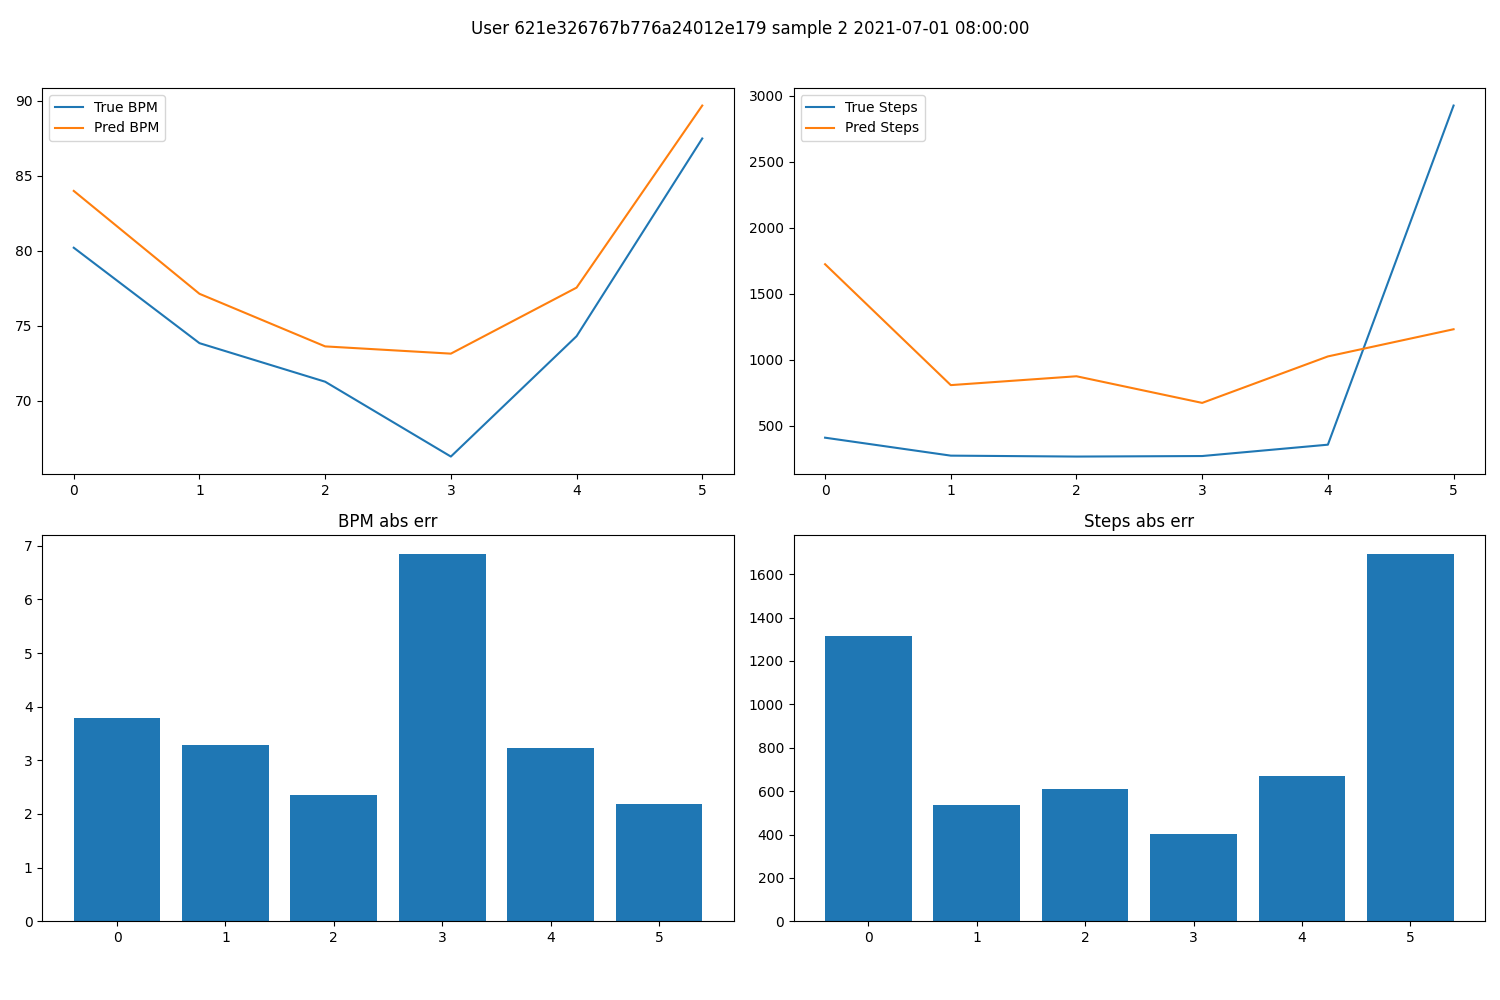 User 621e326767b776a24012e179 sample 2 2021-07-01 08:00:00
True BPM
Pred BPM
90
85
80
75
70
0 1 2 3 4 5
True Steps
Pred Steps
3000
2500
2000
1500
1000
500
0 1 2 3 4 5
BPM abs err
7
6
5
4
3
2
1
0
0 1 2 3 4 5
Steps abs err
1600
1400
1200
1000
800
600
400
200
0
0 1 2 3 4 5